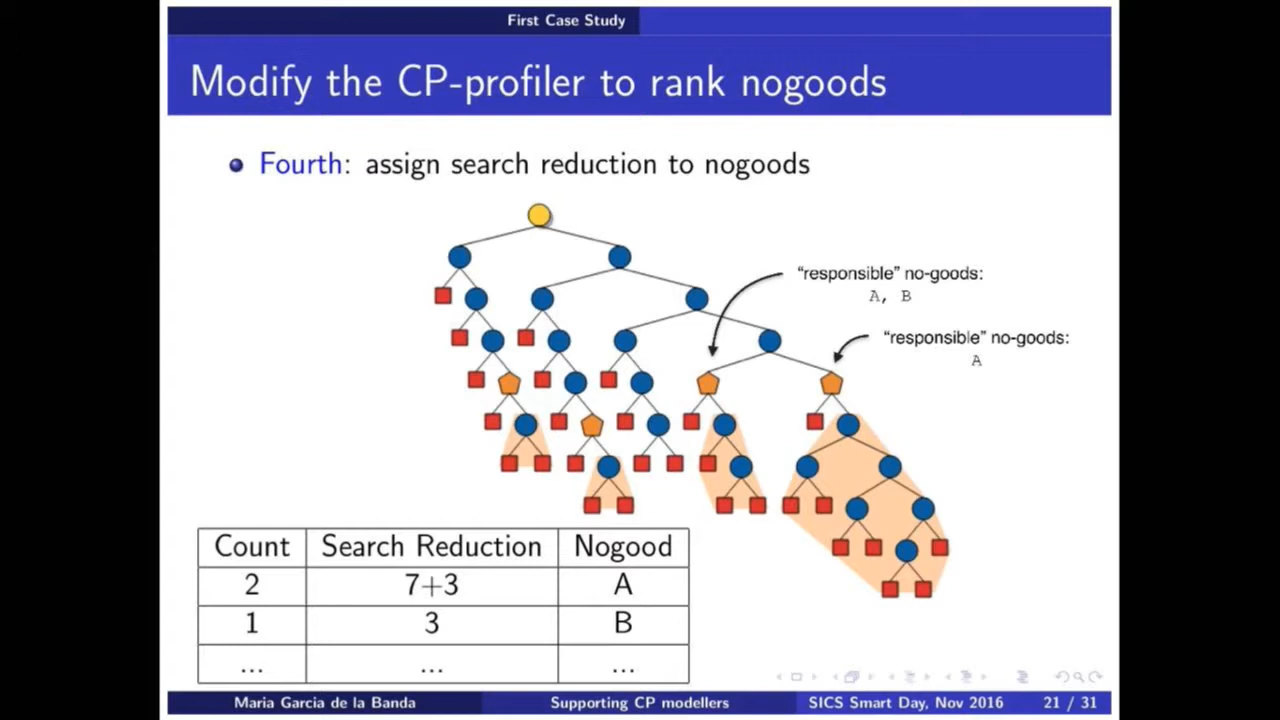 First Case Study
Modify the CP-profiler to rank nogoods
Fourth: assign search reduction to nogoods
"responsible" no-goods:
A, B
"responsible" no-goods:
A
Count Search Reduction Nogood
2 7+3 A
1 3 B
... ... ...
Maria Garcia de la Banda Supporting CP modellers SICS Smart Day, Nov 2016 21 / 31